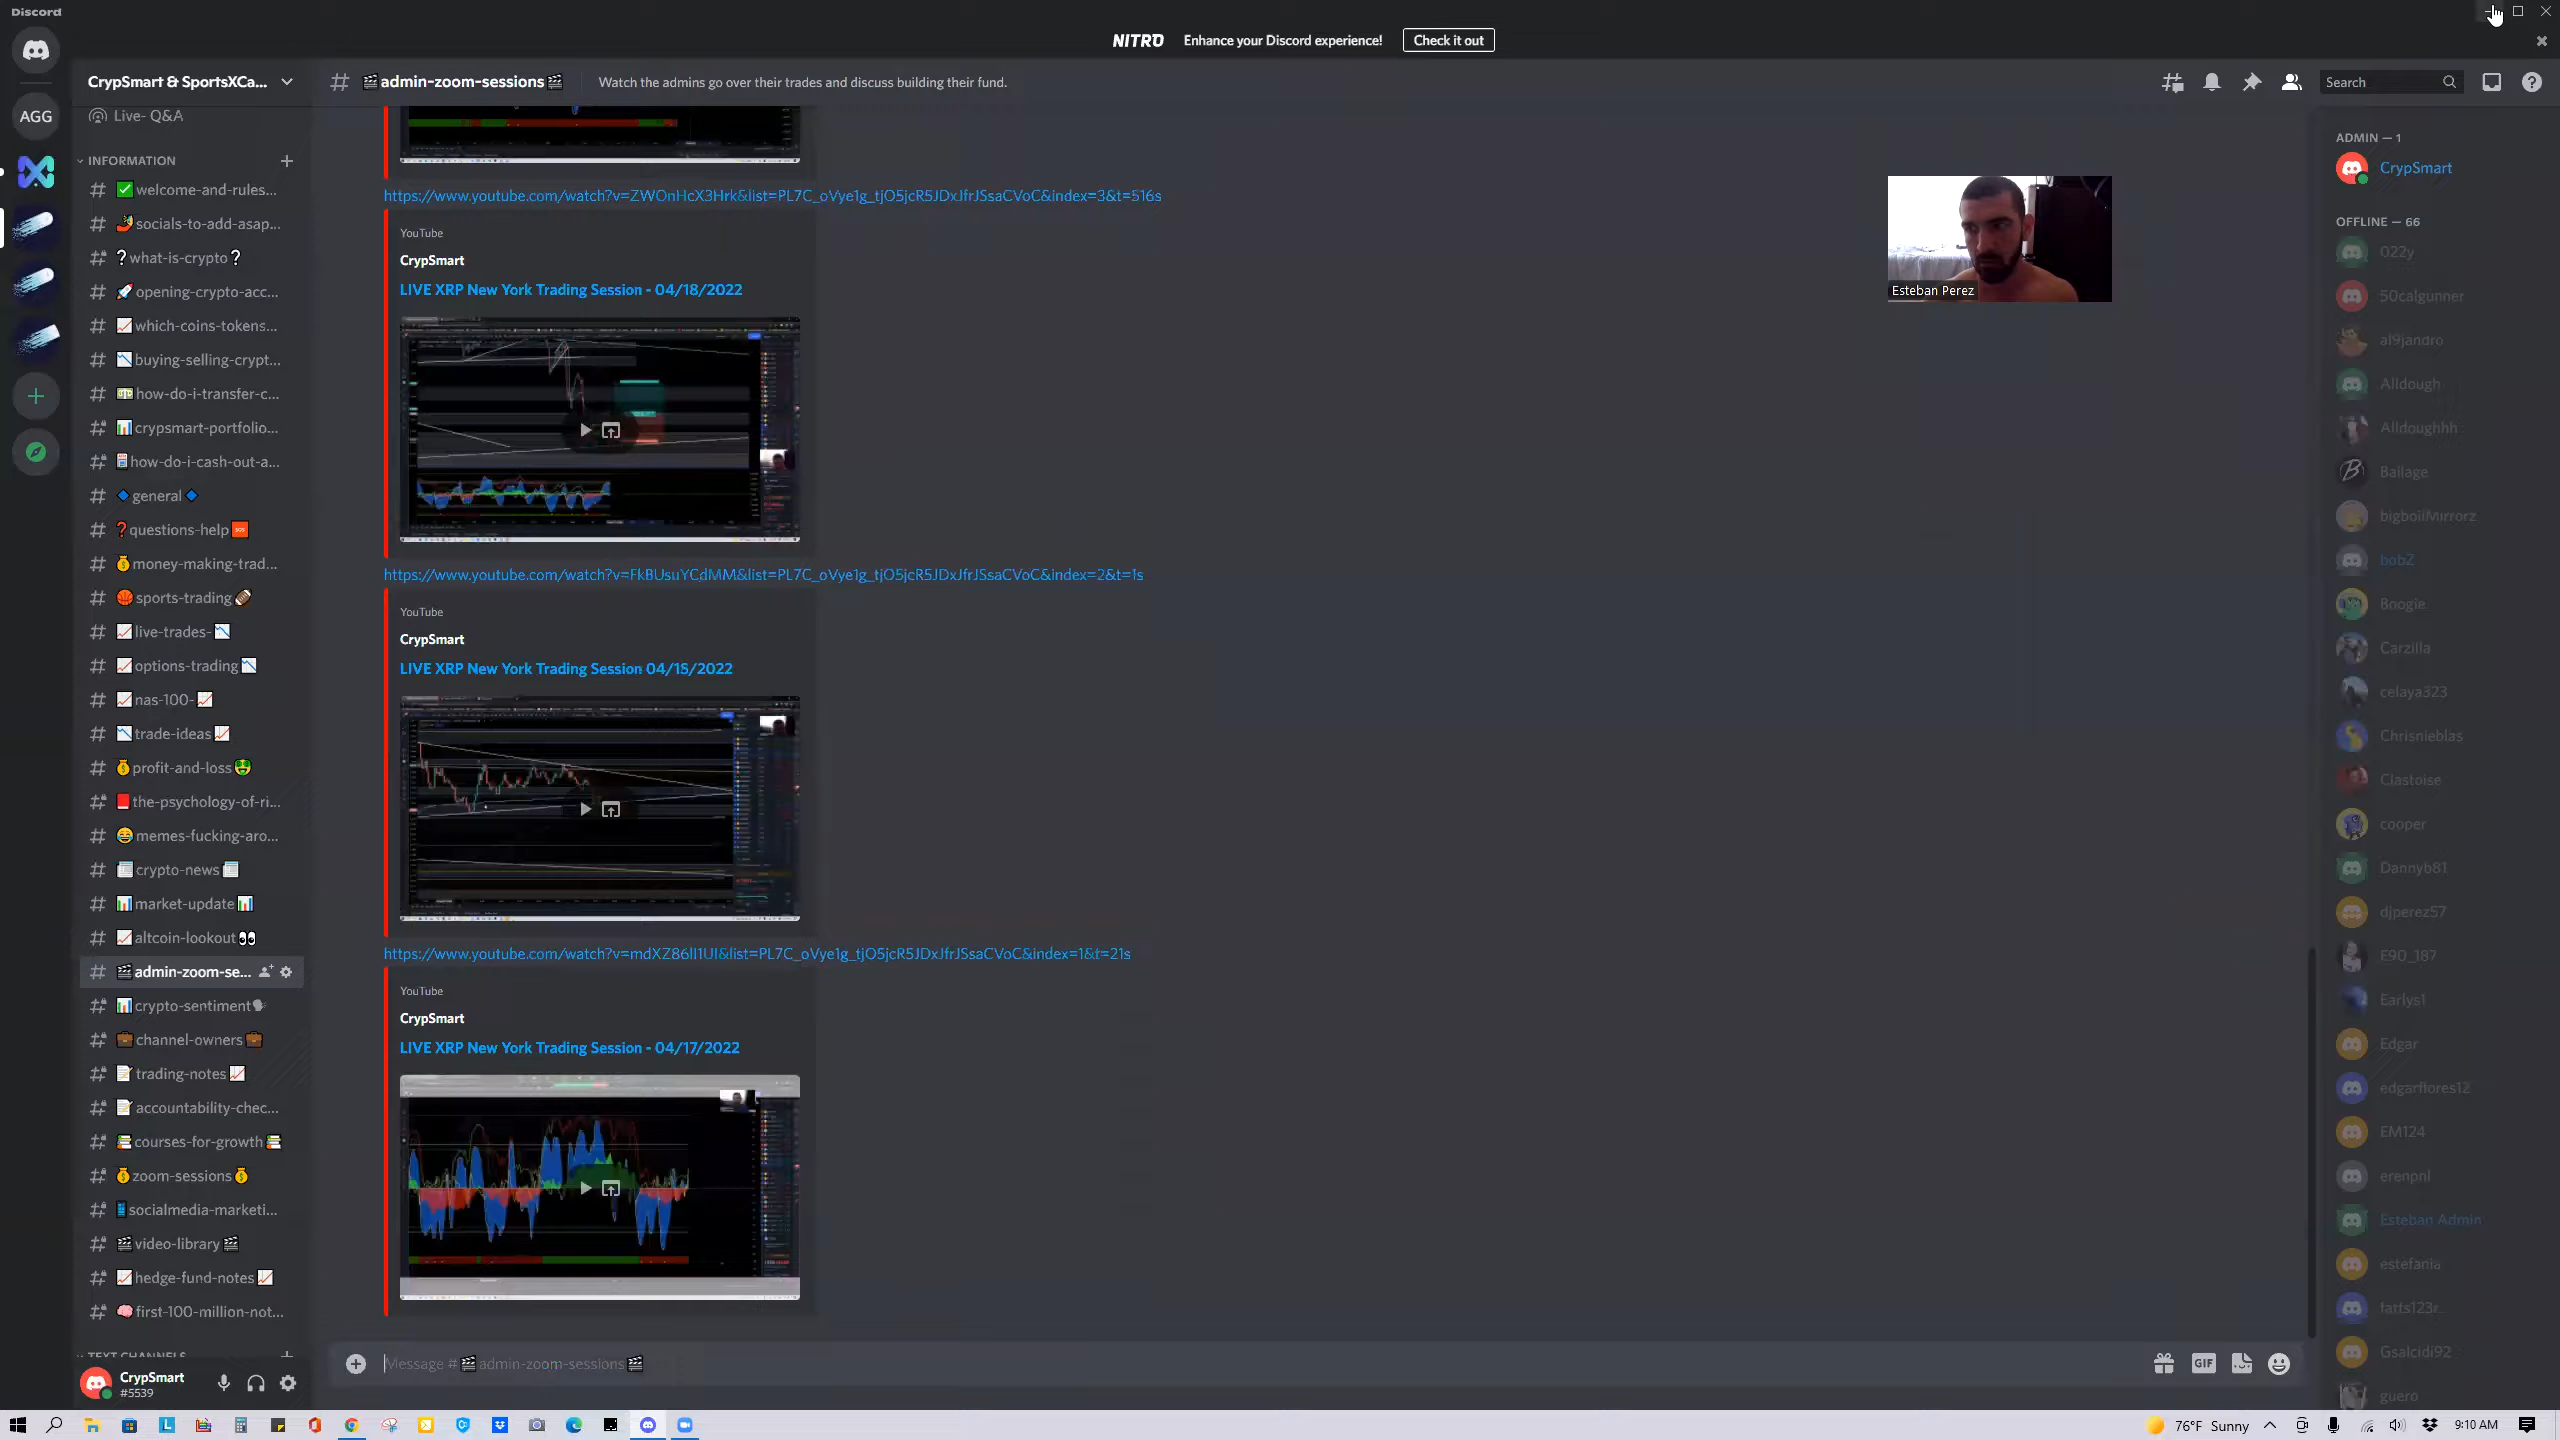 Discord
NITRO Enhance your Discord experience! Check it out
CrypSmart & SportsXCa...
admin-zoom-sessions
Watch the admins go over their trades and discuss building their fund.
Search
AGG
Live- Q&A
INFORMATION
welcome-and-rules...
socials-to-add-asap...
what-is-crypto
opening-crypto-acc...
which-coins-tokens...
buying-selling-crypt...
how-do-i-transfer-c...
crypsmart-portfolio...
how-do-i-cash-out-a...
general
questions-help
money-making-trad...
sports-trading
live-trades-
options-trading
nas-100-
trade-ideas
profit-and-loss
the-psychology-of-ri...
memes-fucking-aro...
crypto-news
market-update
altcoin-lookout
admin-zoom-se...
crypto-sentiment
channel-owners
trading-notes
accountability-chec...
courses-for-growth
zoom-sessions
socialmedia-marketi...
video-library
hedge-fund-notes
first-100-million-not...
TEXT CHANNELS
CrypSmart
#5539
https://www.youtube.com/watch?v=ZWOnHcX3Hrk&list=PL7C_oVye1g_tjO5jcR5JDxJfrJSsaCVoC&index=3&t=516s
YouTube
CrypSmart
LIVE XRP New York Trading Session - 04/18/2022
https://www.youtube.com/watch?v=FkBUsuYCdMM&list=PL7C_oVye1g_tjO5jcR5JDxJfrJSsaCVoC&index=2&t=1s
YouTube
CrypSmart
LIVE XRP New York Trading Session 04/15/2022
https://www.youtube.com/watch?v=mdXZ86lI1UI&list=PL7C_oVye1g_tjO5jcR5JDxJfrJSsaCVoC&index=1&t=21s
YouTube
CrypSmart
LIVE XRP New York Trading Session - 04/17/2022
Message # admin-zoom-sessions
GIF
Esteban Perez
ADMIN — 1
CrypSmart
OFFLINE — 66
022y
50calgunner
al9jandro
Alldough
Alldoughhh
Bailage
bigboiiMirrorz
bobZ
Boogie
Carzilla
celaya323
Chrisnieblas
Clastoise
cooper
Dannyb81
djperez57
E90_187
Earlys1
Edgar
edgarflores12
EM124
erenpnl
Esteban Admin
estefania
fatts123r...
Gsalcidi92
guero
76°F Sunny
9:10 AM